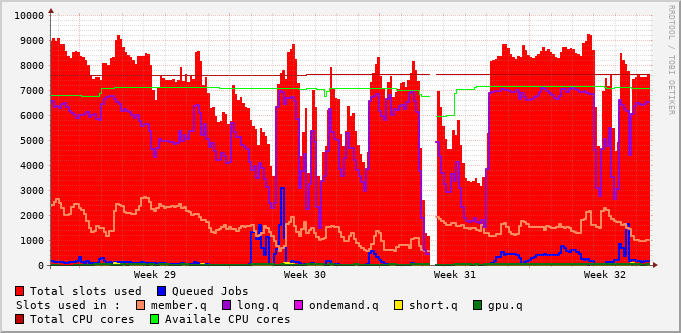 10000
9000
8000
7000
6000
5000
4000
3000
2000
1000
0
Week 29 Week 30 Week 31 Week 32
RRDTOOL / TOBI OETIKER
Total slots used Queued Jobs
Slots used in : member.q long.q ondemand.q short.q gpu.q
Total CPU cores Availale CPU cores